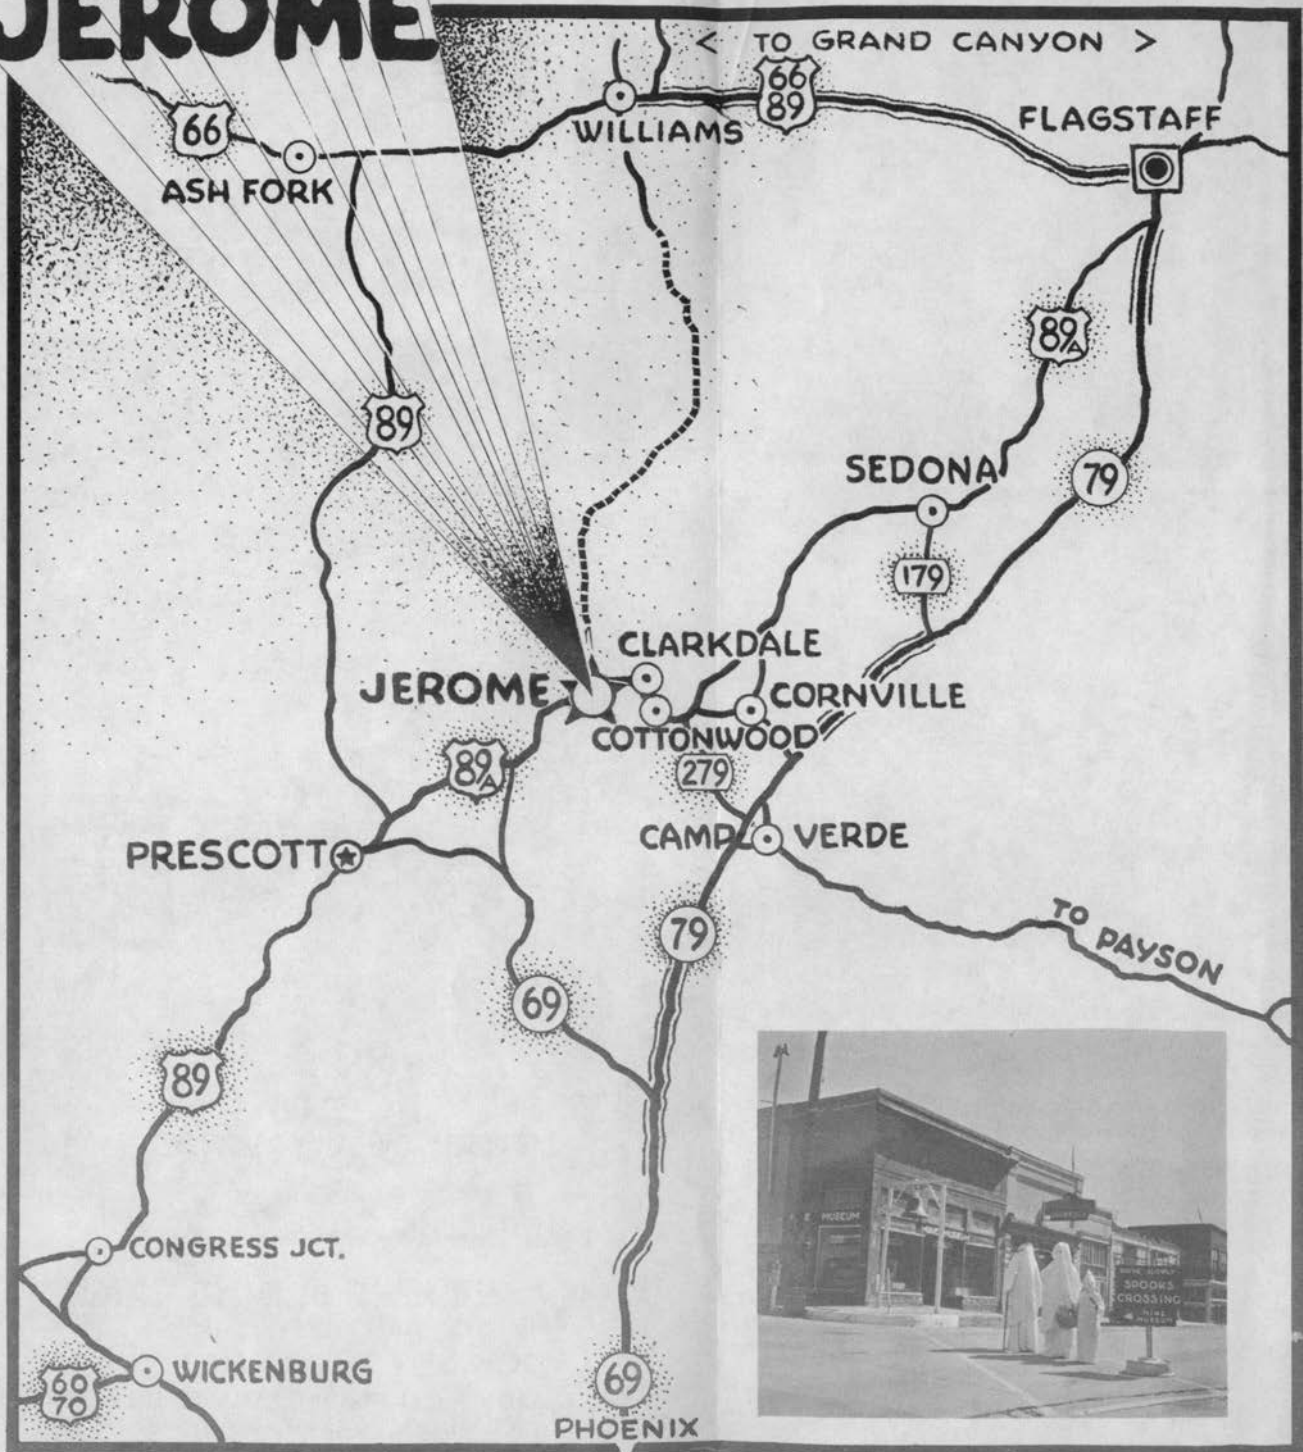 JEROME
< TO GRAND CANYON >
66
89
WILLIAMS
FLAGSTAFF
66
ASH FORK
89A
89
SEDONA
79
179
CLARKDALE
JEROME
CORNVILLE
COTTONWOOD
89A
279
CAMP VERDE
PRESCOTT
79
TO PAYSON
69
89
MUSEUM
SPOOKS
CROSSING
MINE
MUSEUM
CONGRESS JCT.
WICKENBURG
60
70
69
PHOENIX